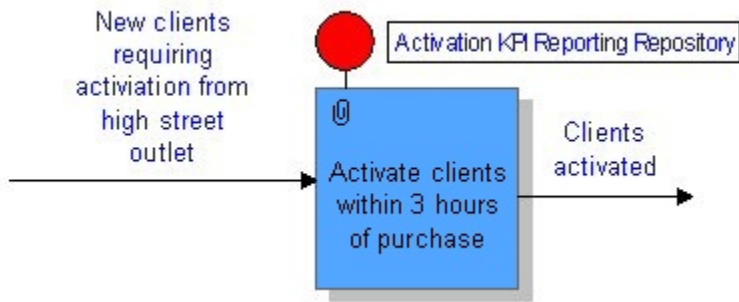 New clients
requiring
activiation from
high street
outlet
Activation KPI Reporting Repository
Activate clients
within 3 hours
of purchase
Clients
activated